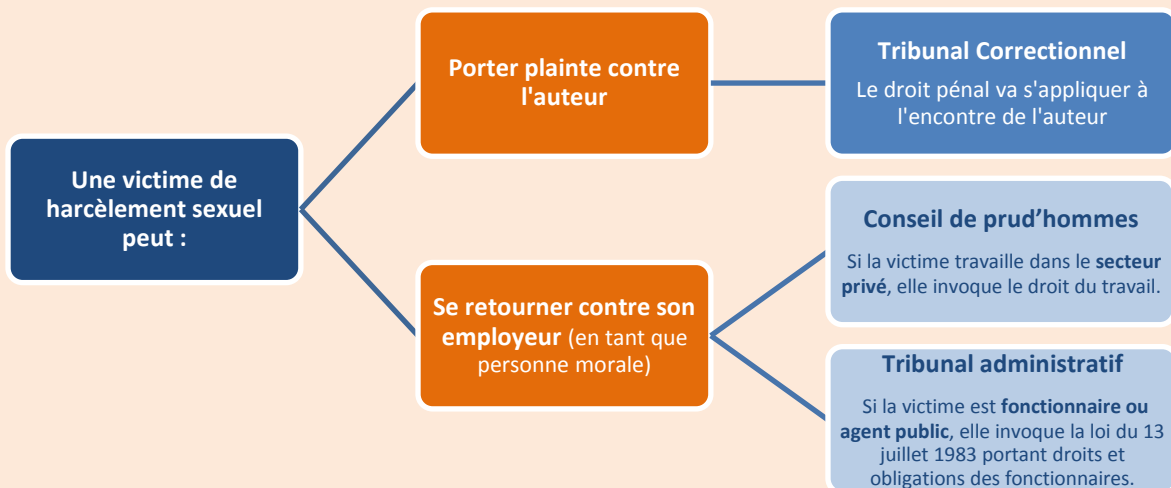 Une victime de
harcèlement sexuel
peut :
Porter plainte contre
l'auteur
Tribunal Correctionnel
Le droit pénal va s'appliquer à
l'encontre de l'auteur
Se retourner contre son
employeur (en tant que
personne morale)
Conseil de prud’hommes
Si la victime travaille dans le secteur
privé, elle invoque le droit du travail.
Tribunal administratif
Si la victime est fonctionnaire ou
agent public, elle invoque la loi du 13
juillet 1983 portant droits et
obligations des fonctionnaires.